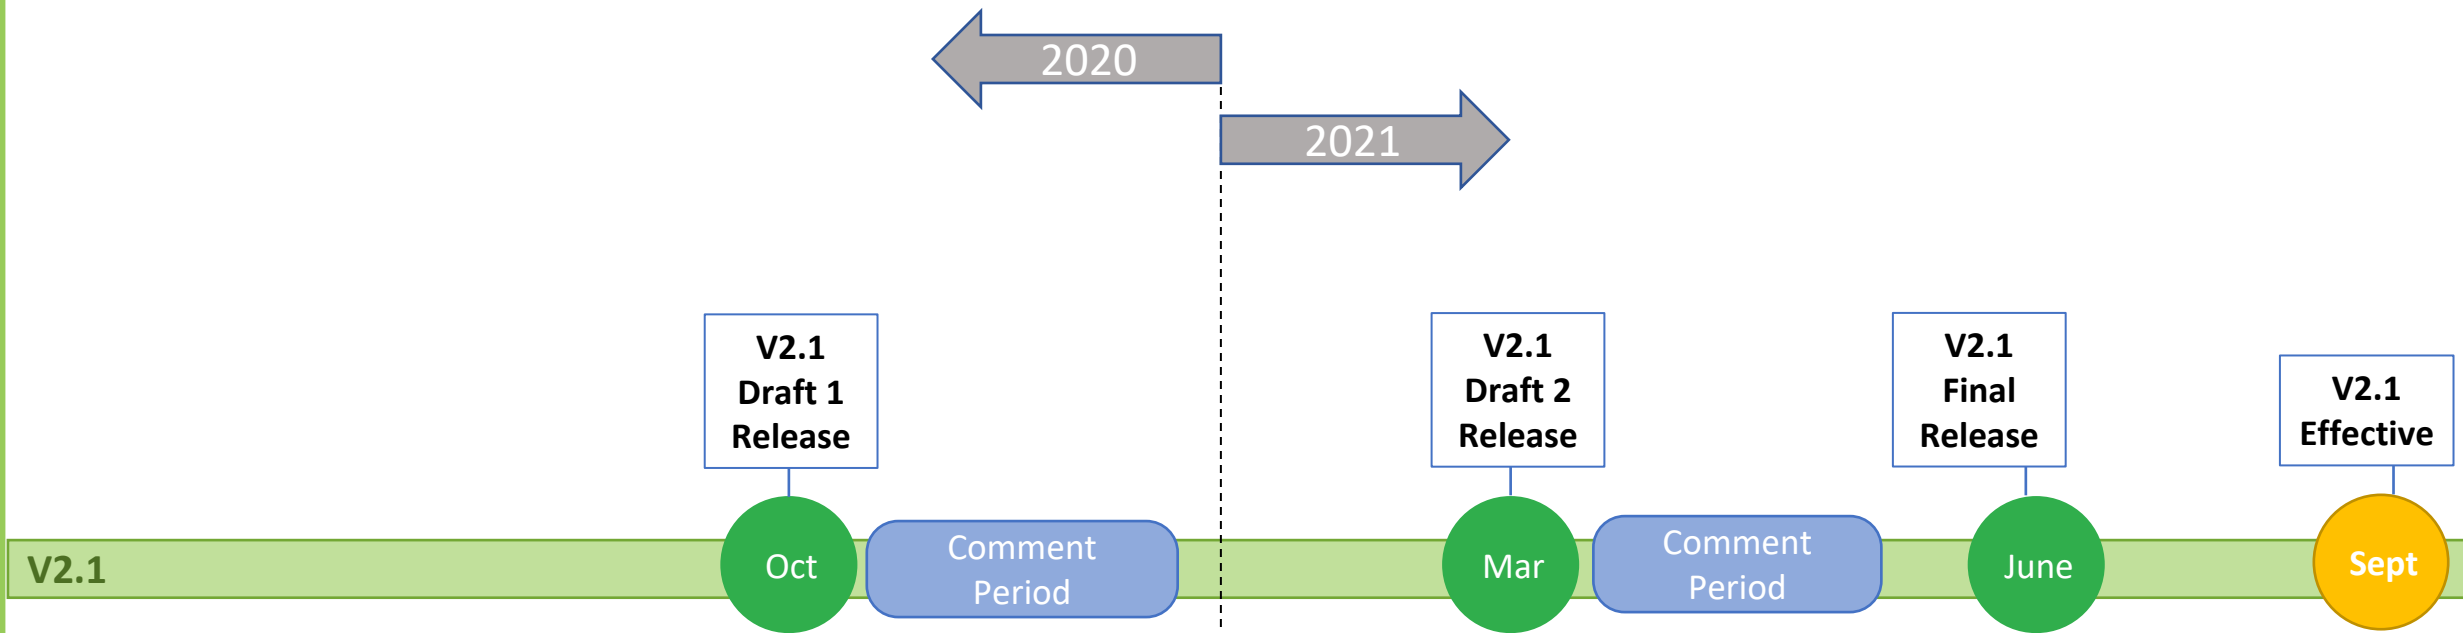 2020
2021
V2.1
Draft 1
Release
V2.1
Draft 2
Release
V2.1
Final
Release
V2.1
Effective
V2.1
Oct
Comment
Period
Mar
Comment
Period
June
Sept